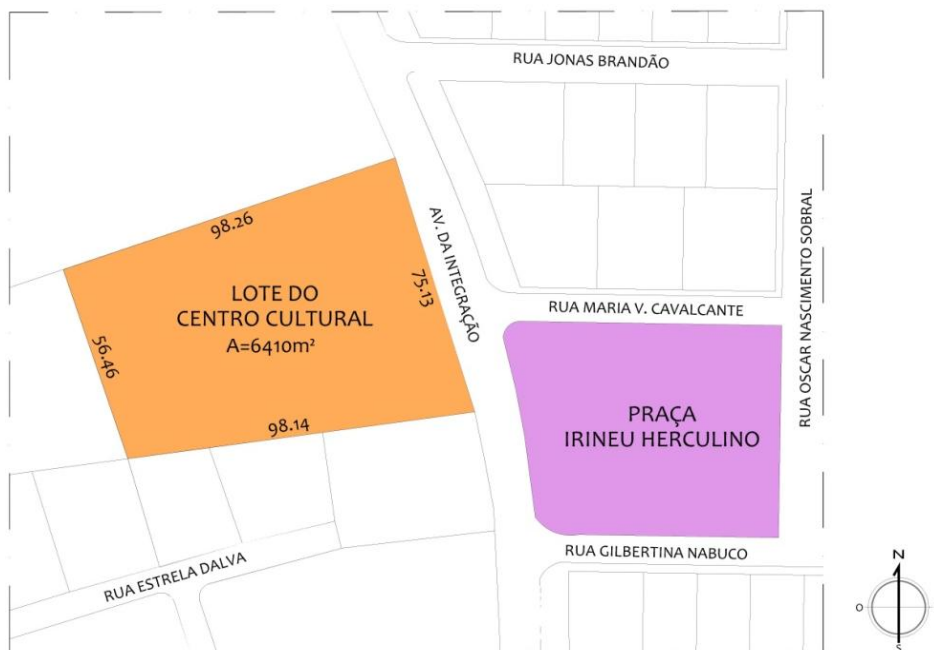 RUA JONAS BRANDÃO
98.26
AV. DA INTEGRAÇÃO
RUA OSCAR NASCIMENTO SOBRAL
75.13
LOTE DO
CENTRO CULTURAL
A=6410m²
RUA MARIA V. CAVALCANTE
56.46
98.14
PRAÇA
IRINEU HERCULINO
RUA GILBERTINA NABUCO
RUA ESTRELA DALVA
N
O
S